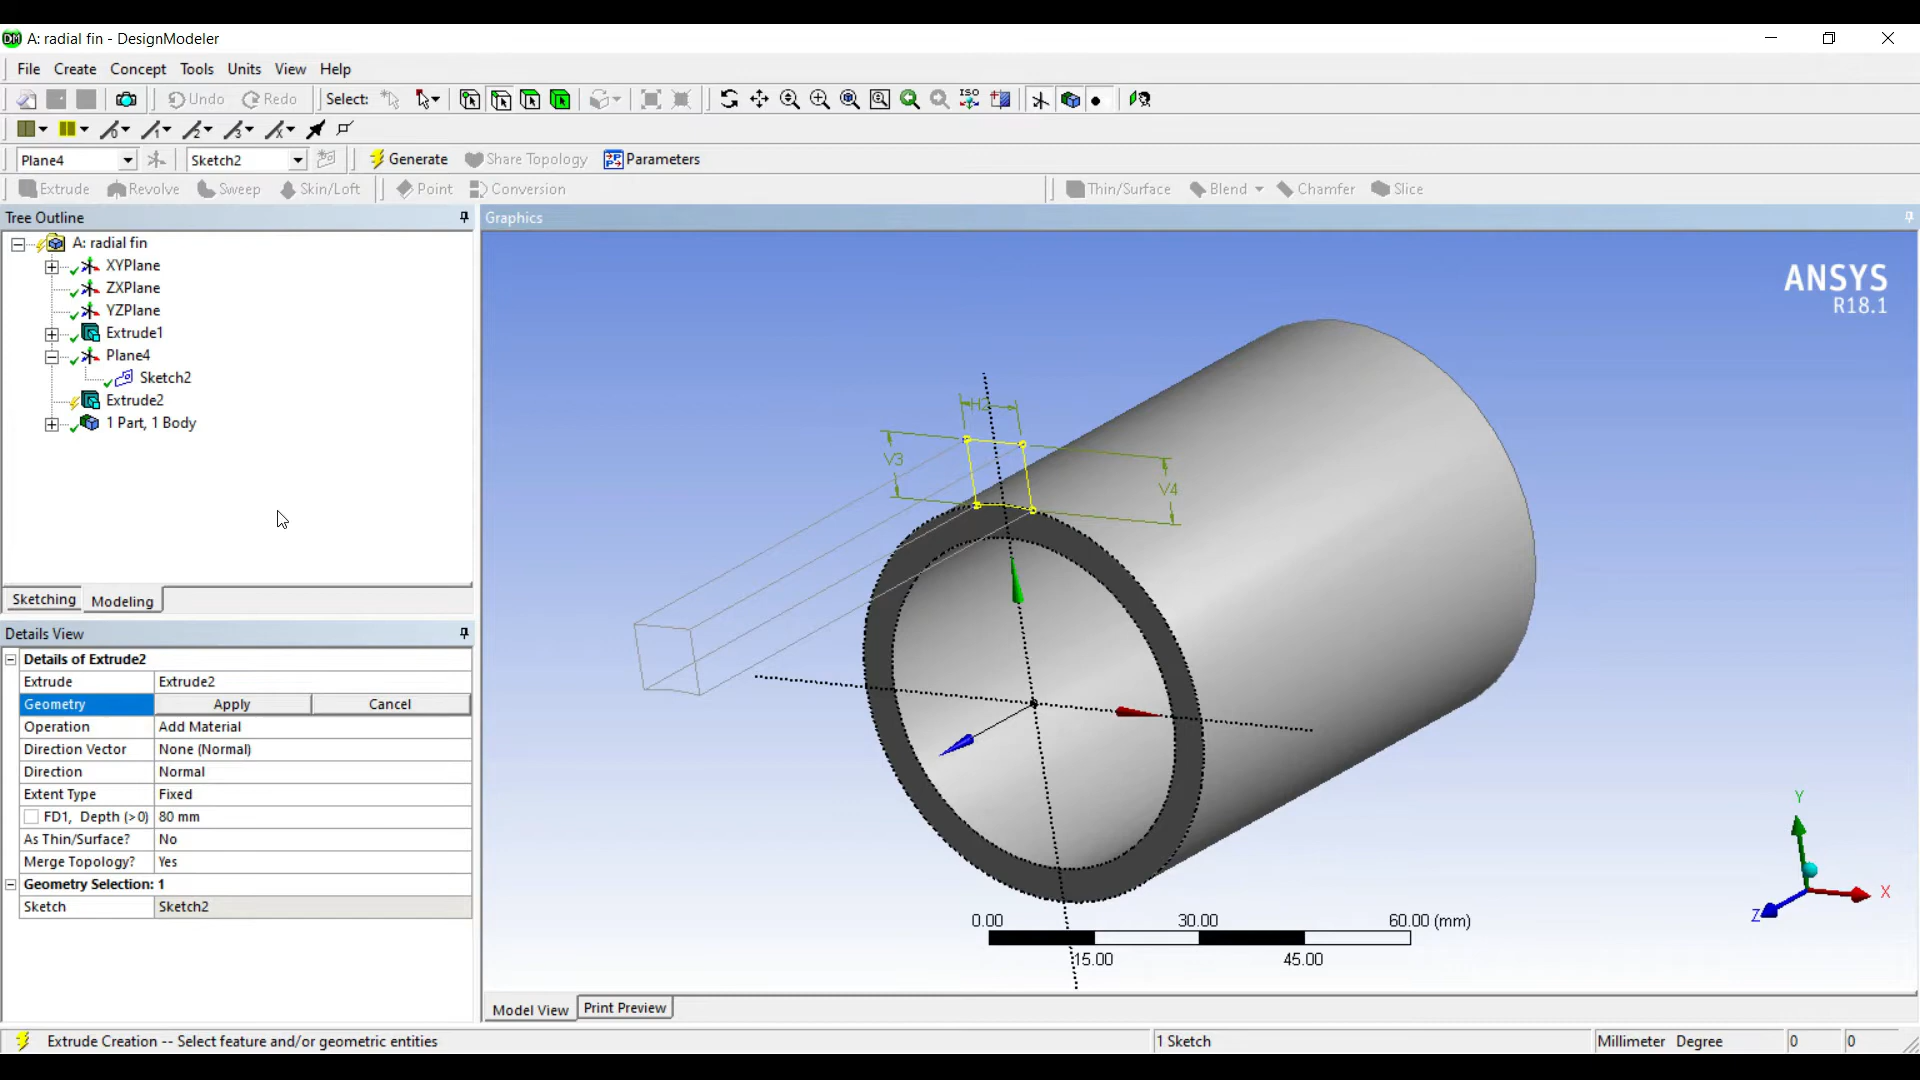 A: radial fin - DesignModeler
File Create Concept Tools Units View Help
Undo Redo Select: ISO
Plane4 Sketch2 Generate Share Topology Parameters
Extrude Revolve Sweep Skin/Loft Point Conversion Thin/Surface Blend Chamfer Slice
Tree Outline
A: radial fin
XYPlane
ZXPlane
YZPlane
Extrude1
Plane4
Sketch2
Extrude2
1 Part, 1 Body
Sketching Modeling
Details View
Details of Extrude2
Extrude Extrude2
Geometry Apply Cancel
Operation Add Material
Direction Vector None (Normal)
Direction Normal
Extent Type Fixed
FD1, Depth (>0) 80 mm
As Thin/Surface? No
Merge Topology? Yes
Geometry Selection: 1
Sketch Sketch2
Graphics
ANSYS
R18.1
H2
V3
V4
Y
X
Z
0.00 30.00 60.00 (mm)
15.00 45.00
Model View Print Preview
Extrude Creation -- Select feature and/or geometric entities 1 Sketch Millimeter Degree 0 0